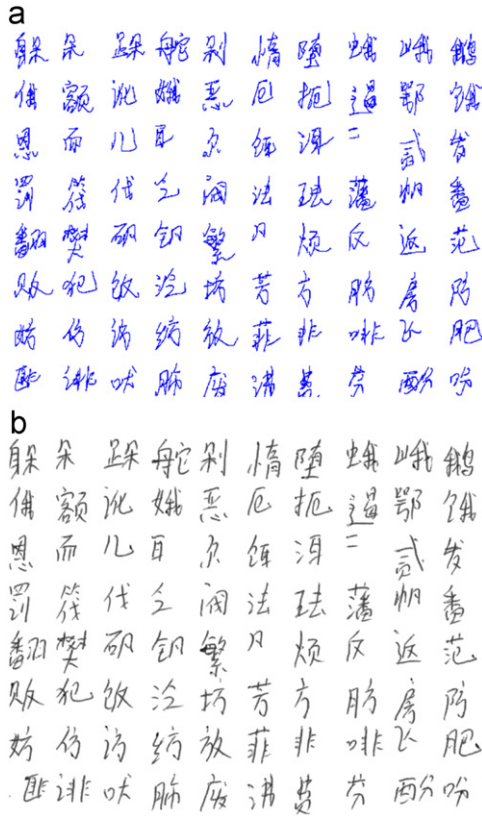 a
躲朵跺舵剁惰堕蛾峨鹅
俄额讹娥恶厄扼遏鄂饿
恩而儿耳尔饵洱二贰发
罚筏伐乏阀法珐藩帆番
翻樊矾钒繁凡烦反返范
贩犯饭泛坊芳方肪房防
妨仿访纺放菲非啡飞肥
匪诽吠肺废沸费芬酚吩
b
躲朵跺舵剁惰堕蛾峨鹅
俄额讹娥恶厄扼遏鄂饿
恩而儿耳尔饵洱二贰发
罚筏伐乏阀法珐藩帆番
翻樊矾钒繁凡烦反返范
贩犯饭泛坊芳方肪房防
妨仿访纺放菲非啡飞肥
匪诽吠肺废沸费芬酚吩